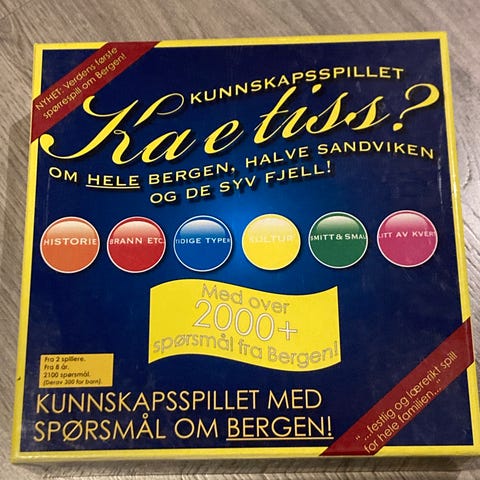 NYHET: Verdens første
spørrespill om Bergen!
KUNNSKAPSSPILLET
Ka e tiss?
OM HELE BERGEN, HALVE SANDVIKEN
OG DE SYV FJELL!
HISTORIE
BRANN ETC.
TIDIGE TYPER
KULTUR
SMITT & SMAU
LITT AV KVERT
Med over
2000+
spørsmål fra Bergen!
Fra 2 spillere.
Fra 8 år.
2100 spørsmål.
(Derav 300 for barn).
"...festlig og lærerikt spill
for hele familien..."
KUNNSKAPSSPILLET MED
SPØRSMÅL OM BERGEN!